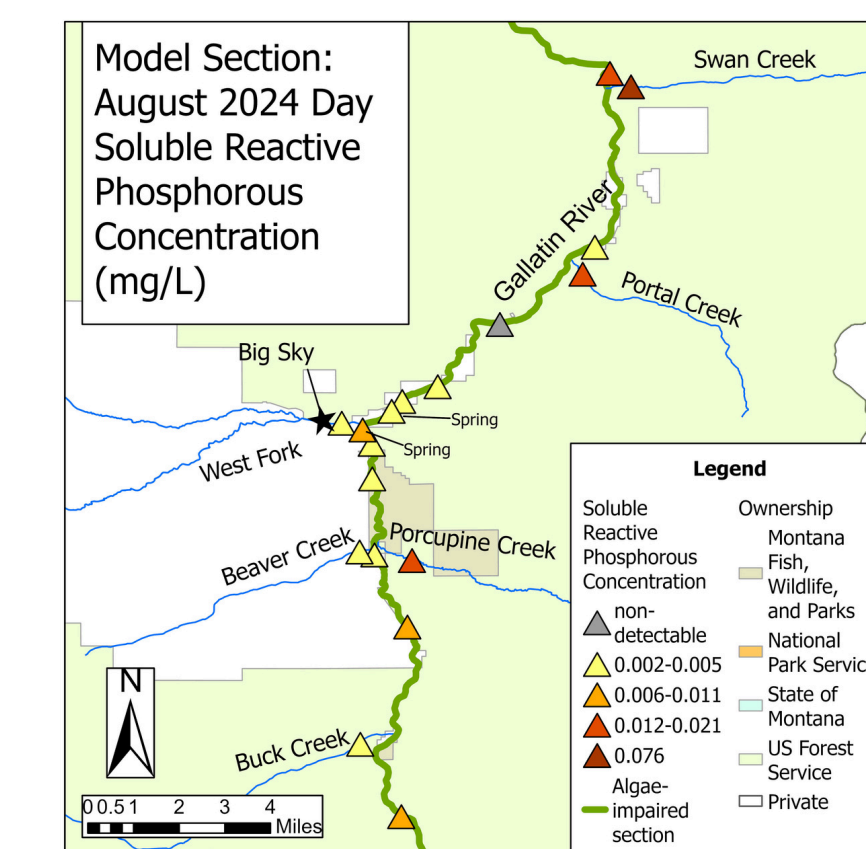 Model Section:
August 2024 Day
Soluble Reactive
Phosphorous
Concentration
(mg/L)
Swan Creek
Gallatin River
Portal Creek
Big Sky
Spring
Spring
West Fork
Porcupine Creek
Beaver Creek
Buck Creek
N
0 0.5 1 2 3 4
Miles
Legend
Soluble
Reactive
Phosphorous
Concentration
non-
detectable
0.002-0.005
0.006-0.011
0.012-0.021
0.076
Algae-
impaired
section
Ownership
Montana
Fish,
Wildlife,
and Parks
National
Park Servic
State of
Montana
US Forest
Service
Private